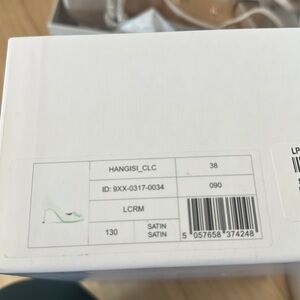 HANGISI_CLC 38
ID: 9XX-0317-0034 090
LCRM
130 SATIN
SATIN
5 057658 374248
LP